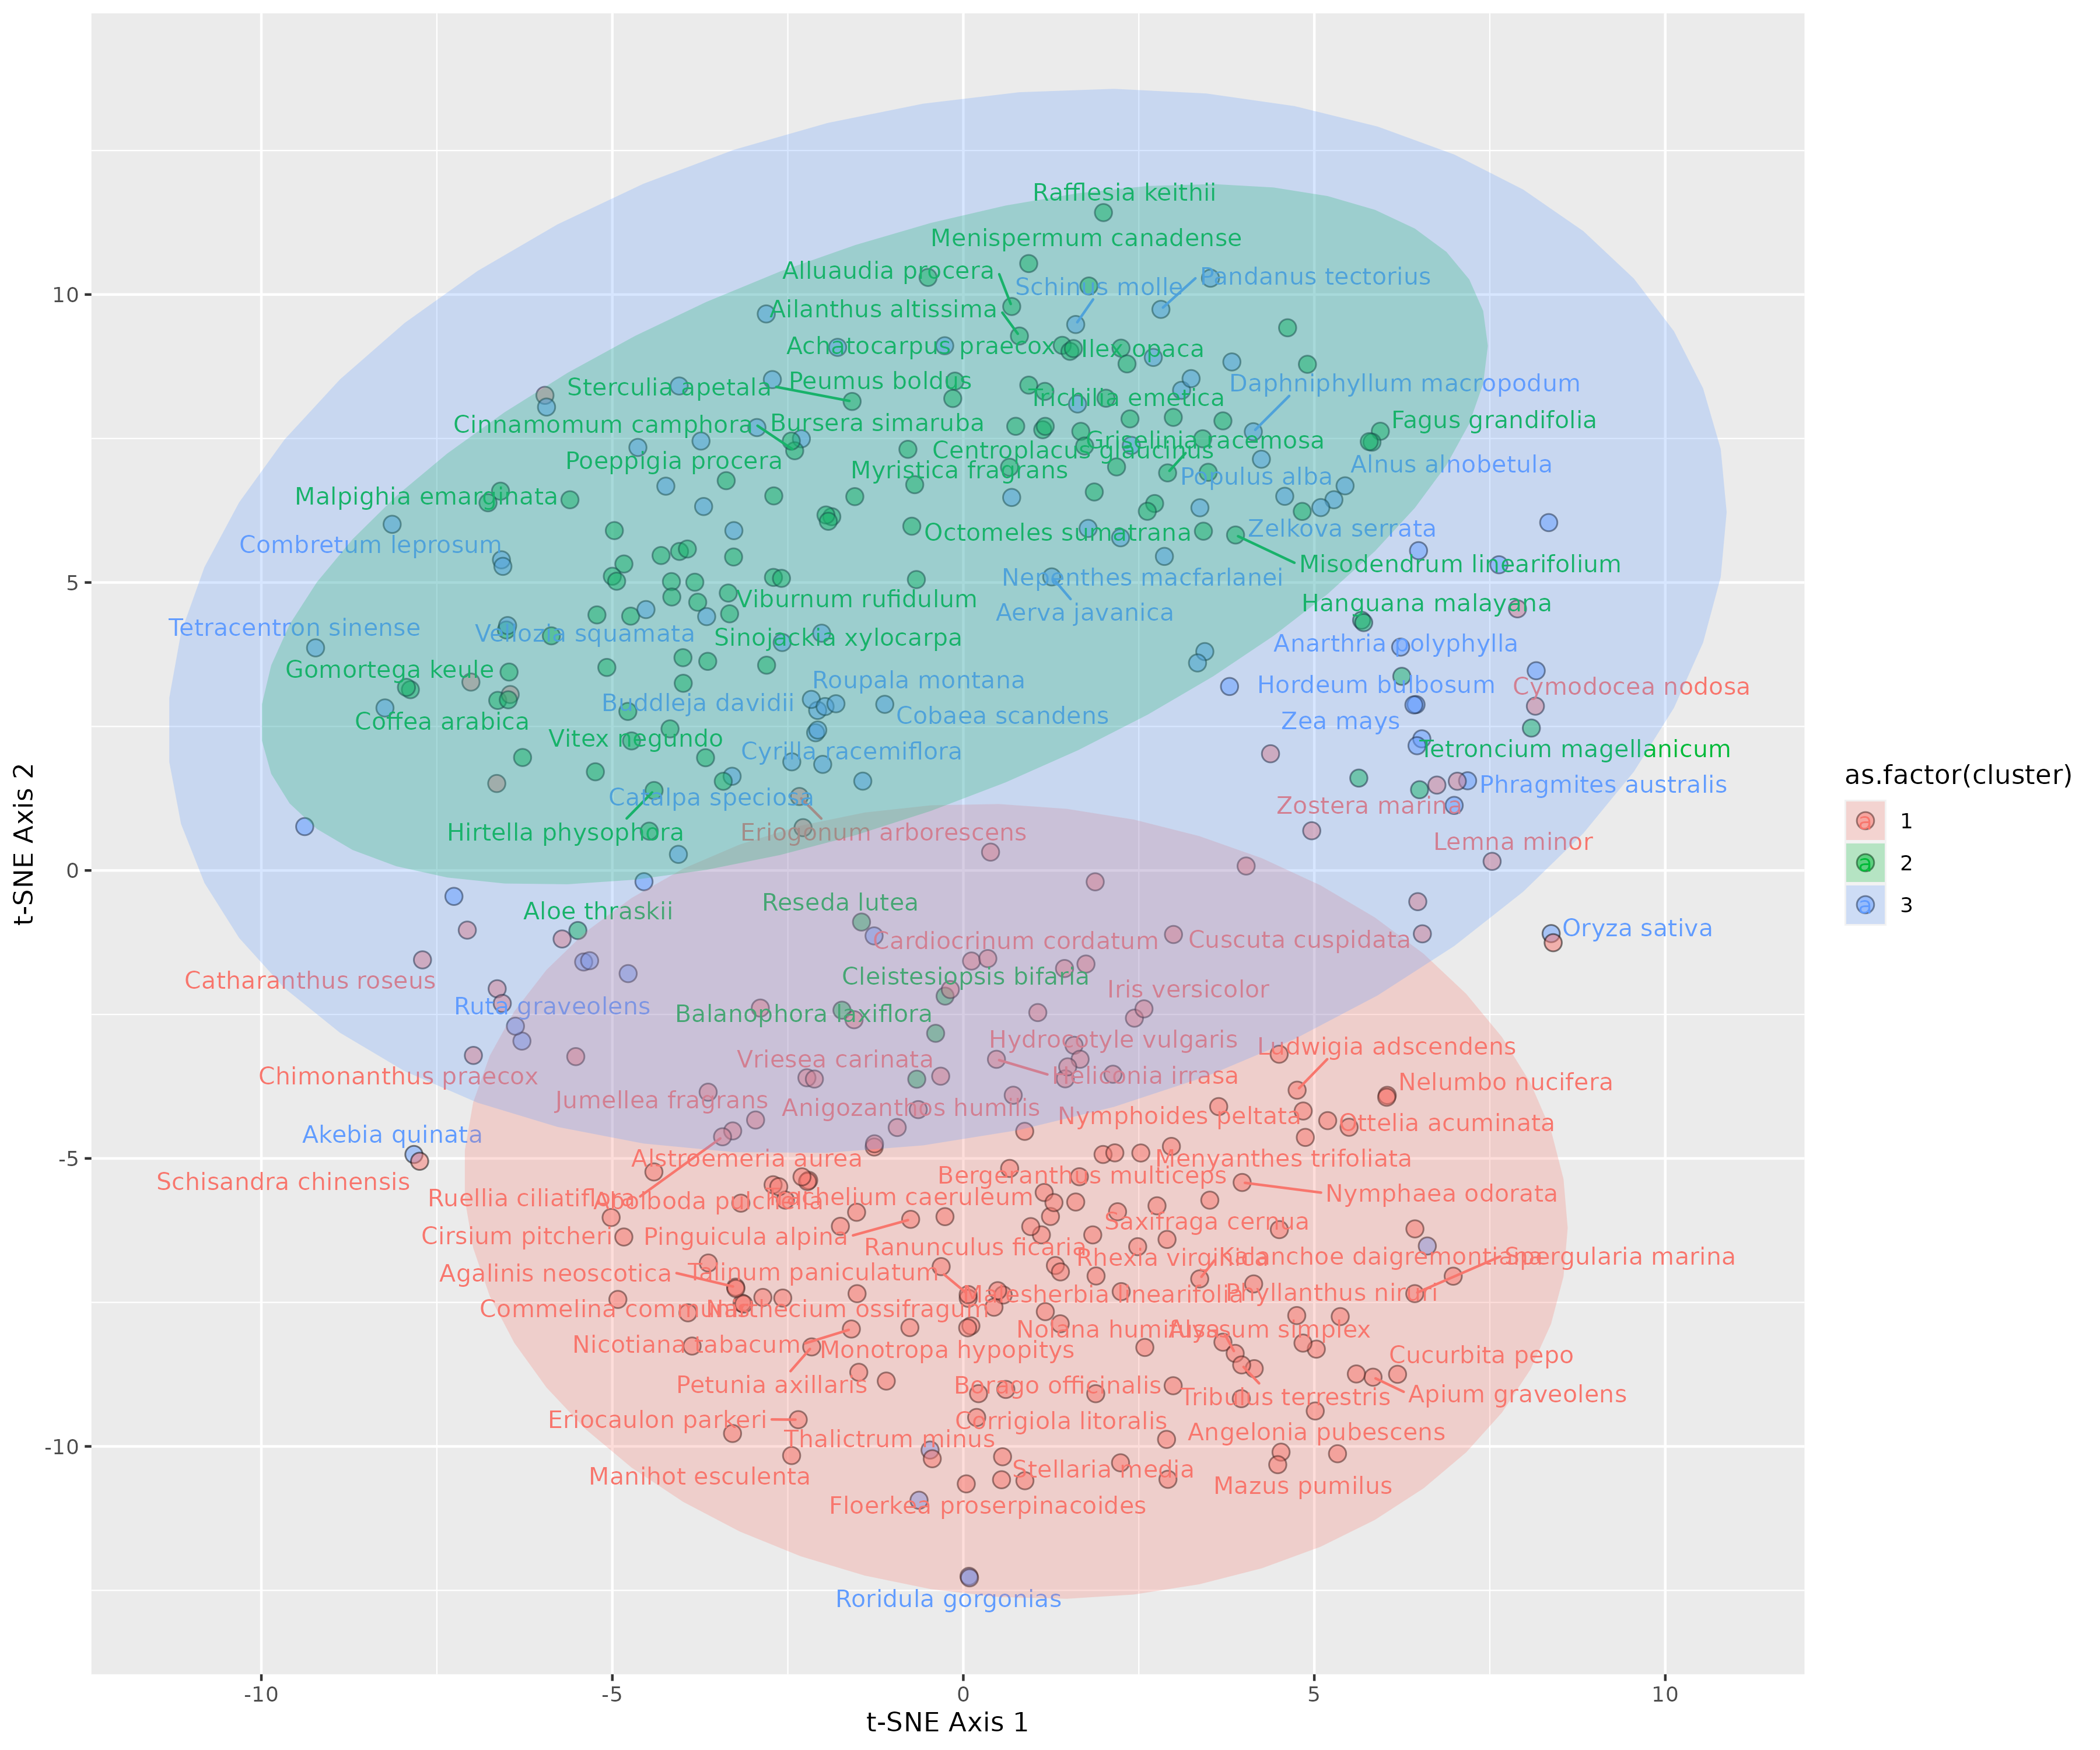 Rafflesia keithii
Menispermum canadense
Alluaudia procera
Schinus molle
Pandanus tectorius
Ailanthus altissima
Achatocarpus praecox
Ilex opaca
Sterculia apetala
Peumus boldus
Daphniphyllum macropodum
Trichilia emetica
Cinnamomum camphora
Bursera simaruba
Fagus grandifolia
Griselinia racemosa
Centroplacus glaucinus
Poeppigia procera
Myristica fragrans
Populus alba
Alnus alnobetula
Malpighia emarginata
Octomeles sumatrana
Zelkova serrata
Combretum leprosum
Misodendrum linearifolium
Nepenthes macfarlanei
Viburnum rufidulum
Aerva javanica
Hanguana malayana
Tetracentron sinense
Vellozia squamata
Sinojackia xylocarpa
Anarthria polyphylla
Gomortega keule
Roupala montana
Hordeum bulbosum
Cymodocea nodosa
Buddleja davidii
Cobaea scandens
Coffea arabica
Zea mays
Vitex negundo
Cyrilla racemiflora
Tetroncium magellanicum
Catalpa speciosa
Phragmites australis
Zostera marina
Hirtella physophora
Eriogonum arborescens
Lemna minor
Reseda lutea
Aloe thraskii
Cardiocrinum cordatum
Cuscuta cuspidata
Oryza sativa
Catharanthus roseus
Cleistesiopsis bifaria
Iris versicolor
Ruta graveolens
Balanophora laxiflora
Hydrocotyle vulgaris
Ludwigia adscendens
Vriesea carinata
Chimonanthus praecox
Heliconia irrasa
Nelumbo nucifera
Jumellea fragrans
Anigozanthos humilis
Nymphoides peltata
Ottelia acuminata
Akebia quinata
Alstroemeria aurea
Menyanthes trifoliata
Schisandra chinensis
Bergeranthus multiceps
Ruellia ciliatiflora
Abolboda pulchella
Trachelium caeruleum
Nymphaea odorata
Saxifraga cernua
Cirsium pitcheri
Pinguicula alpina
Ranunculus ficaria
Rhexia virginica
Kalanchoe daigremontiana
Spergularia marina
Agalinis neoscotica
Talinum paniculatum
Malesherbia linearifolia
Phyllanthus niruri
Commelina communis
Narthecium ossifragum
Nolana humifusa
Alyssum simplex
Nicotiana tabacum
Monotropa hypopitys
Cucurbita pepo
Petunia axillaris
Borago officinalis
Tribulus terrestris
Apium graveolens
Eriocaulon parkeri
Corrigiola litoralis
Thalictrum minus
Angelonia pubescens
Manihot esculenta
Stellaria media
Mazus pumilus
Floerkea proserpinacoides
Roridula gorgonias
10
5
0
-5
-10
-10
-5
0
5
10
t-SNE Axis 1
t-SNE Axis 2
as.factor(cluster)
a 1
a 2
a 3